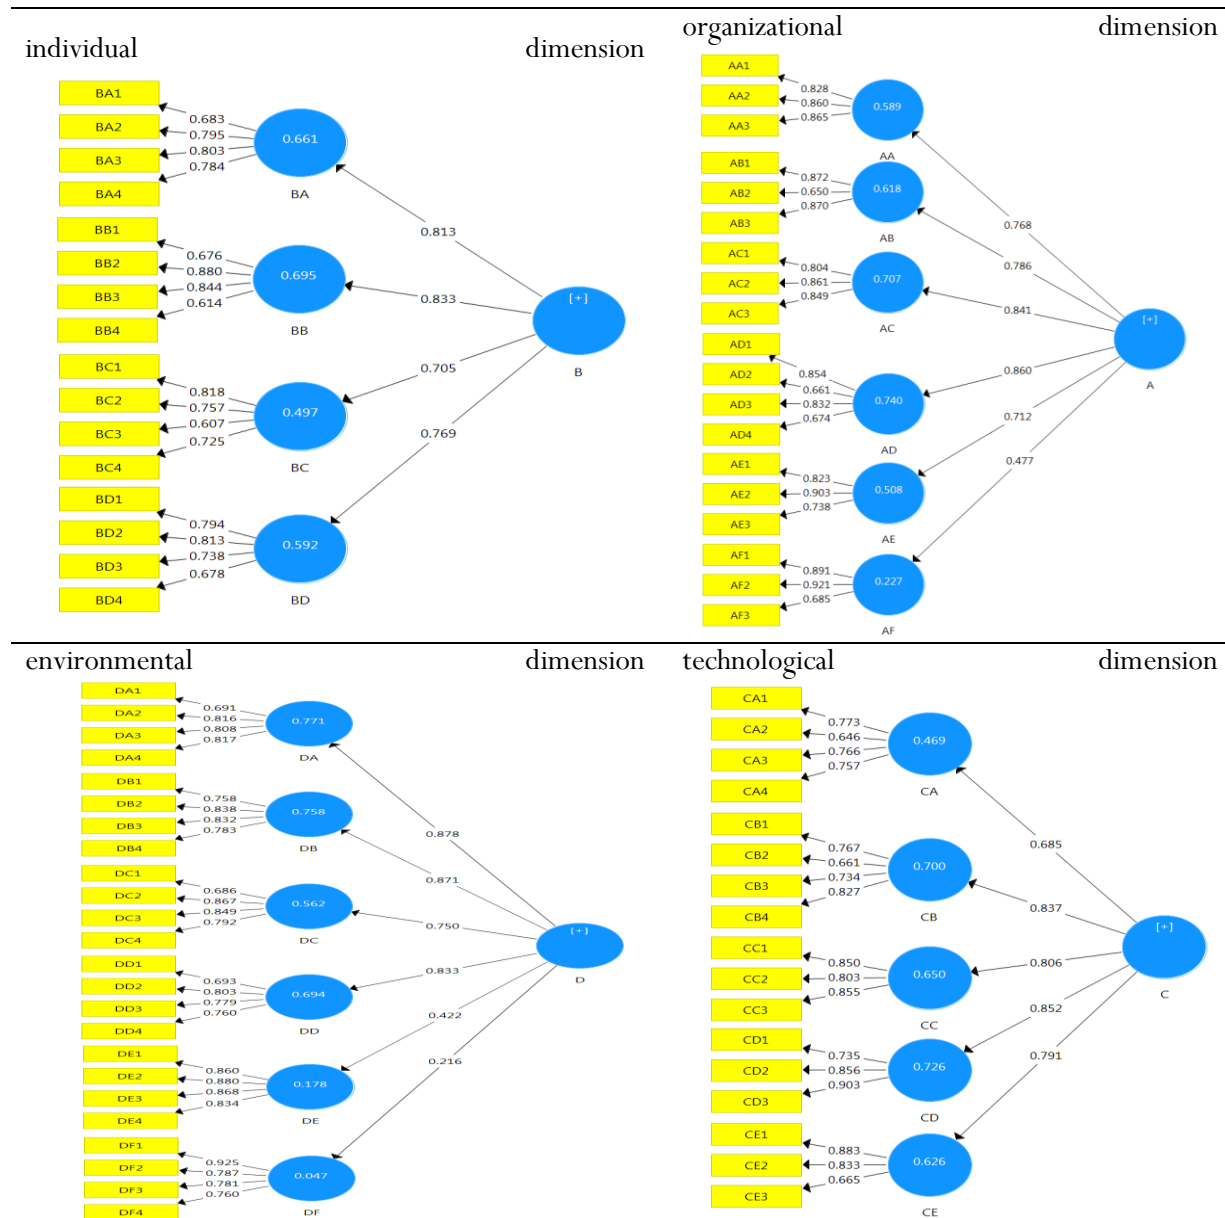 individual dimension
BA1
BA2
BA3
BA4
0.683
0.795
0.803
0.784
0.661
BA
BB1
BB2
BB3
BB4
0.676
0.880
0.844
0.614
0.695
BB
BC1
BC2
BC3
BC4
0.818
0.757
0.607
0.725
0.497
BC
BD1
BD2
BD3
BD4
0.794
0.813
0.738
0.678
0.592
BD
0.813
0.833
0.705
0.769
[+]
B
organizational dimension
AA1
AA2
AA3
0.828
0.860
0.865
0.589
AA
AB1
AB2
AB3
0.872
0.650
0.870
0.618
AB
AC1
AC2
AC3
0.804
0.861
0.849
0.707
AC
AD1
AD2
AD3
AD4
0.854
0.661
0.832
0.674
0.740
AD
AE1
AE2
AE3
0.823
0.903
0.738
0.508
AE
AF1
AF2
AF3
0.891
0.921
0.685
0.227
AF
0.768
0.786
0.841
0.860
0.712
0.477
[+]
A
environmental dimension
DA1
DA2
DA3
DA4
0.691
0.816
0.808
0.817
0.771
DA
DB1
DB2
DB3
DB4
0.758
0.838
0.832
0.783
0.758
DB
DC1
DC2
DC3
DC4
0.686
0.867
0.849
0.792
0.562
DC
DD1
DD2
DD3
DD4
0.693
0.803
0.779
0.760
0.694
DD
DE1
DE2
DE3
DE4
0.860
0.880
0.868
0.834
0.178
DE
DF1
DF2
DF3
DF4
0.925
0.787
0.781
0.760
0.047
DF
0.878
0.871
0.750
0.833
0.422
0.216
[+]
D
technological dimension
CA1
CA2
CA3
CA4
0.773
0.646
0.766
0.757
0.469
CA
CB1
CB2
CB3
CB4
0.767
0.661
0.734
0.827
0.700
CB
CC1
CC2
CC3
0.850
0.803
0.855
0.650
CC
CD1
CD2
CD3
0.735
0.856
0.903
0.726
CD
CE1
CE2
CE3
0.883
0.833
0.665
0.626
CE
0.685
0.837
0.806
0.852
0.791
[+]
C